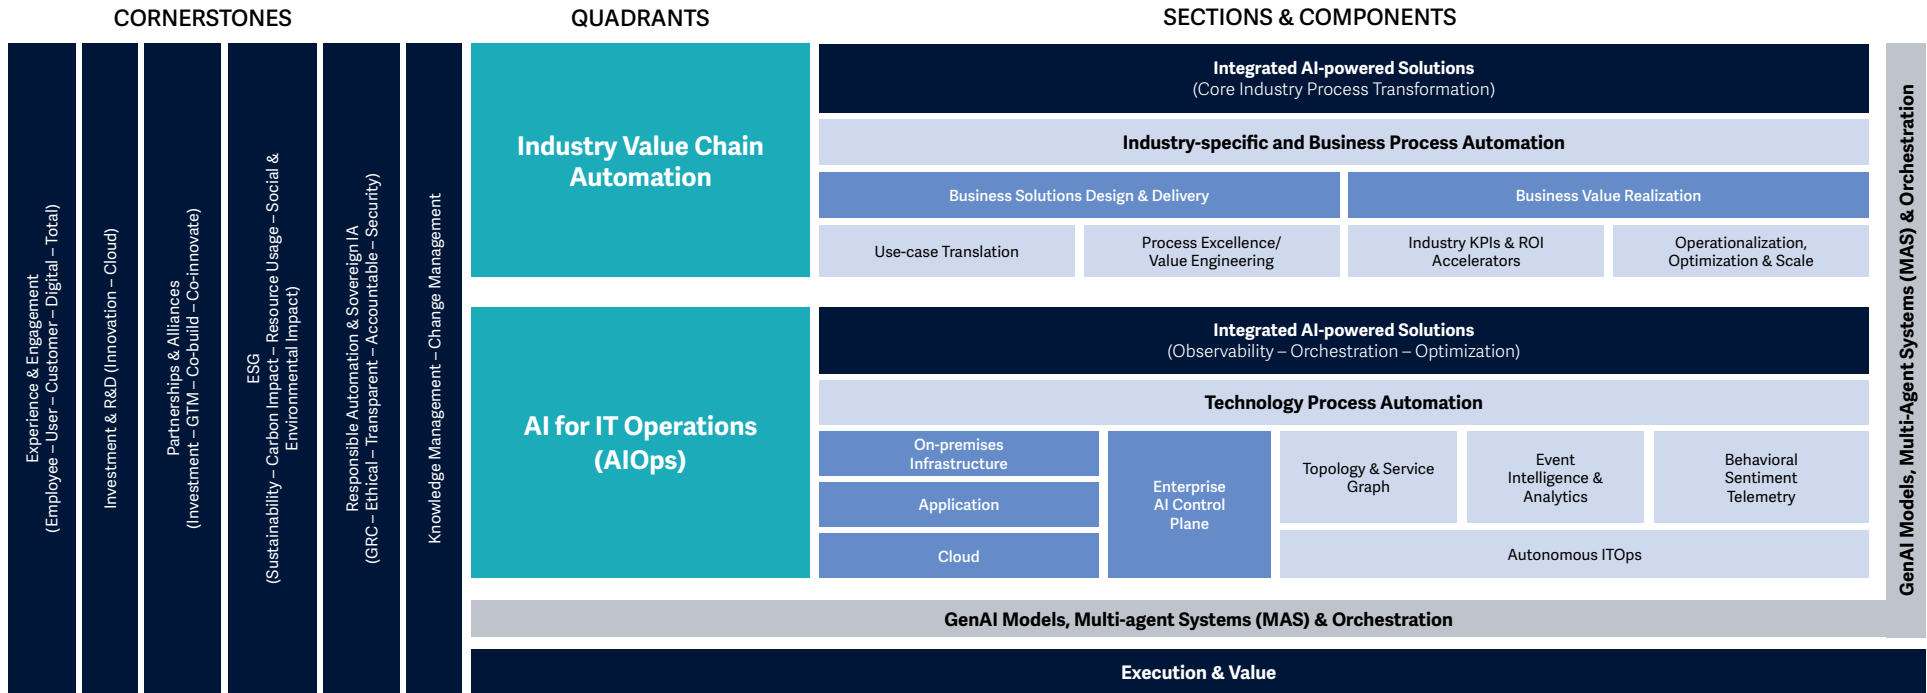 CORNERSTONES
QUADRANTS
SECTIONS & COMPONENTS
Experience & Engagement
(Employee – User – Customer – Digital – Total)
Investment & R&D (Innovation – Cloud)
Partnerships & Alliances
(Investment – GTM – Co-build – Co-innovate)
ESG
(Sustainability – Carbon Impact – Resource Usage – Social &
Environmental Impact)
Responsible Automation & Sovereign IA
(GRC – Ethical – Transparent – Accountable – Security)
Knowledge Management – Change Management
Industry Value Chain
Automation
Integrated AI-powered Solutions
(Core Industry Process Transformation)
Industry-specific and Business Process Automation
Business Solutions Design & Delivery
Business Value Realization
Use-case Translation
Process Excellence/
Value Engineering
Industry KPIs & ROI
Accelerators
Operationalization,
Optimization & Scale
AI for IT Operations
(AIOps)
Integrated AI-powered Solutions
(Observability – Orchestration – Optimization)
Technology Process Automation
On-premises
Infrastructure
Application
Cloud
Enterprise
AI Control
Plane
Topology & Service
Graph
Event
Intelligence &
Analytics
Behavioral
Sentiment
Telemetry
Autonomous ITOps
GenAI Models, Multi-Agent Systems (MAS) & Orchestration
GenAI Models, Multi-agent Systems (MAS) & Orchestration
Execution & Value